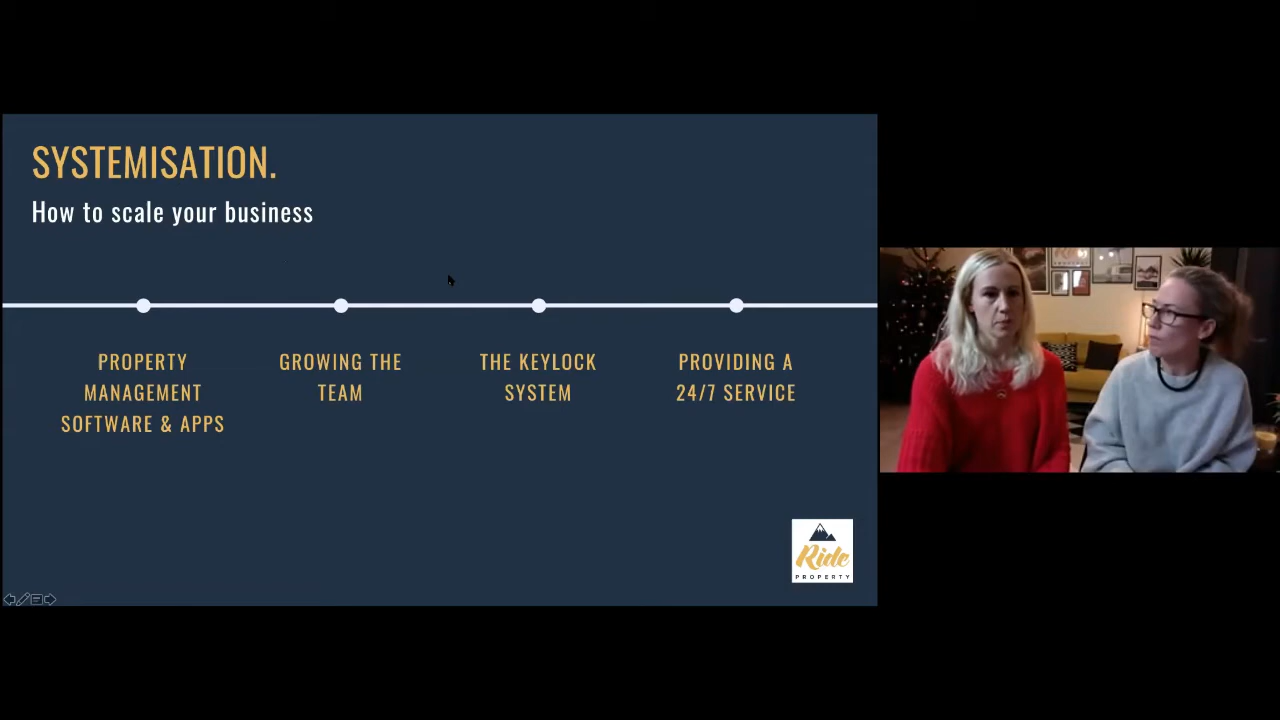 SYSTEMISATION.
How to scale your business
PROPERTY
MANAGEMENT
SOFTWARE & APPS
GROWING THE
TEAM
THE KEYLOCK
SYSTEM
PROVIDING A
24/7 SERVICE
Ride
PROPERTY